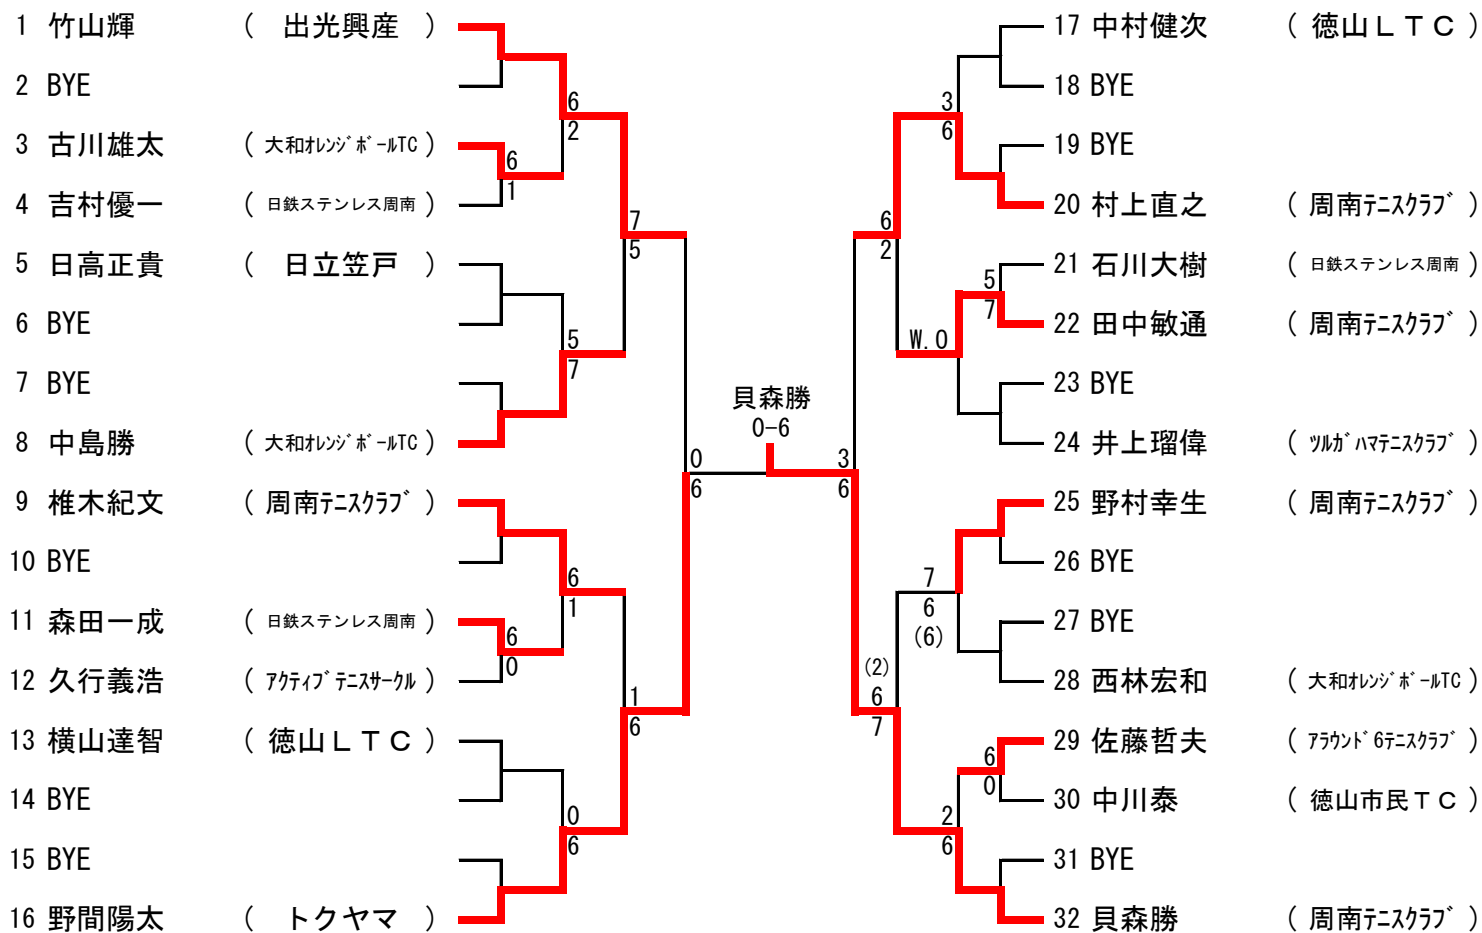 1 竹山輝 ( 出光興産 )
2 BYE
6
2
3 古川雄太 ( 大和ｵﾚﾝｼﾞﾎﾞｰﾙTC )
6
1
4 吉村優一 ( 日鉄ステンレス周南 )
7
5
5 日高正貴 ( 日立笠戸 )
6 BYE
5
7
7 BYE
8 中島勝 ( 大和ｵﾚﾝｼﾞﾎﾞｰﾙTC )
0
6
9 椎木紀文 ( 周南ﾃﾆｽｸﾗﾌﾞ )
10 BYE
6
1
11 森田一成 ( 日鉄ステンレス周南 )
6
0
12 久行義浩 ( ｱｸﾃｨﾌﾞﾃﾆｽｻｰｸﾙ )
1
6
13 横山達智 ( 徳山ＬＴＣ )
14 BYE
0
6
15 BYE
16 野間陽太 ( トクヤマ )
貝森勝
0-6
17 中村健次 ( 徳山ＬＴＣ )
18 BYE
3
6
19 BYE
20 村上直之 ( 周南ﾃﾆｽｸﾗﾌﾞ )
6
2
21 石川大樹 ( 日鉄ステンレス周南 )
5
7
22 田中敏通 ( 周南ﾃﾆｽｸﾗﾌﾞ )
W.O
23 BYE
24 井上瑠偉 ( ﾂﾙｶﾞﾊﾏﾃﾆｽｸﾗﾌﾞ )
3
6
25 野村幸生 ( 周南ﾃﾆｽｸﾗﾌﾞ )
26 BYE
7
6
(6)
27 BYE
28 西林宏和 ( 大和ｵﾚﾝｼﾞﾎﾞｰﾙTC )
(2)
6
7
29 佐藤哲夫 ( ｱﾗｳﾝﾄﾞ6ﾃﾆｽｸﾗﾌﾞ )
6
0
30 中川泰 ( 徳山市民ＴＣ )
2
6
31 BYE
32 貝森勝 ( 周南ﾃﾆｽｸﾗﾌﾞ )